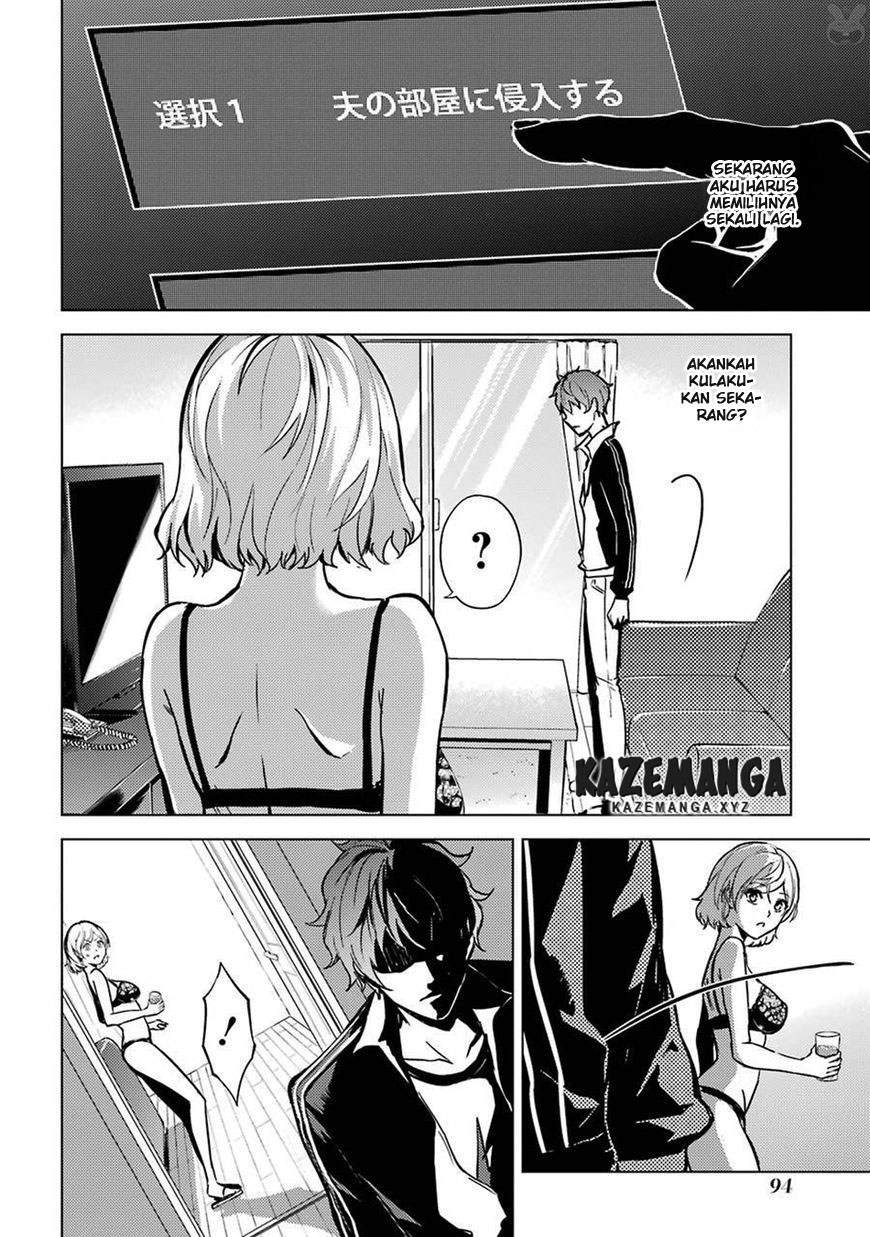 選択1 夫の部屋に侵入する
SEKARANG
AKU HARUS
MEMILIHNYA
SEKALI LAGI.
AKANKAH
KULAKU-
KAN SEKA-
RANG?
?
KAZEMANGA
KAZEMANGA.XYZ
!
94